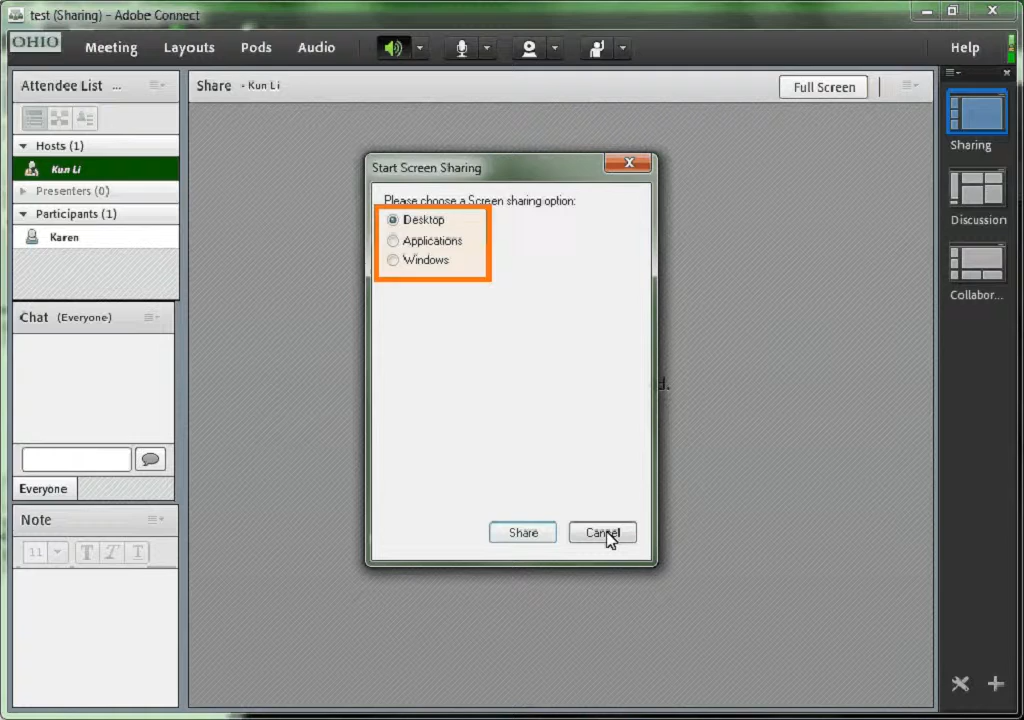 test (Sharing) - Adobe Connect
OHIO
Meeting
Layouts
Pods
Audio
Help
Attendee List ...
Hosts (1)
Kun Li
Presenters (0)
Participants (1)
Karen
Chat (Everyone)
Everyone
Note
11
T T T
Share - Kun Li
Full Screen
Start Screen Sharing
X
Please choose a Screen sharing option:
Desktop
Applications
Windows
d.
Share
Cancel
Sharing
Discussion
Collabor...